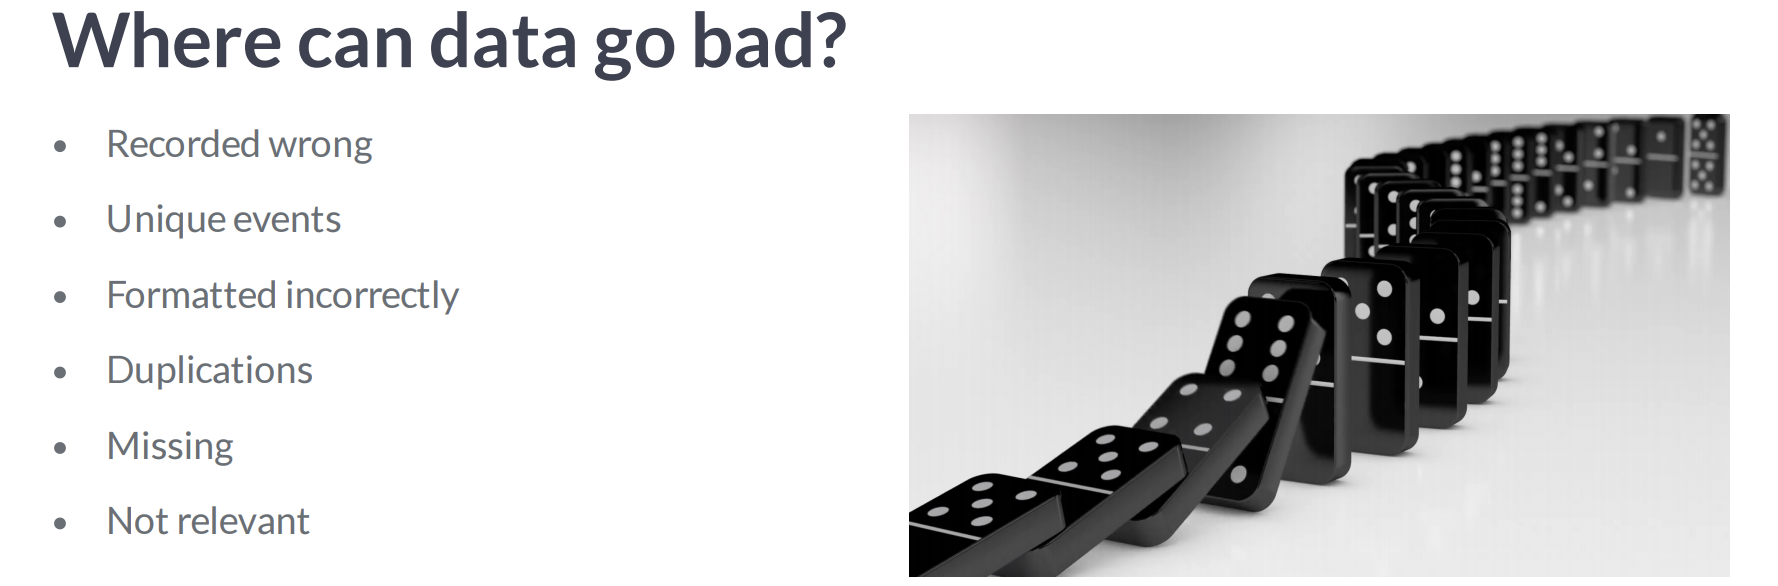 Where can data go bad?
• Recorded wrong
• Unique events
• Formatted incorrectly
• Duplications
• Missing
• Not relevant